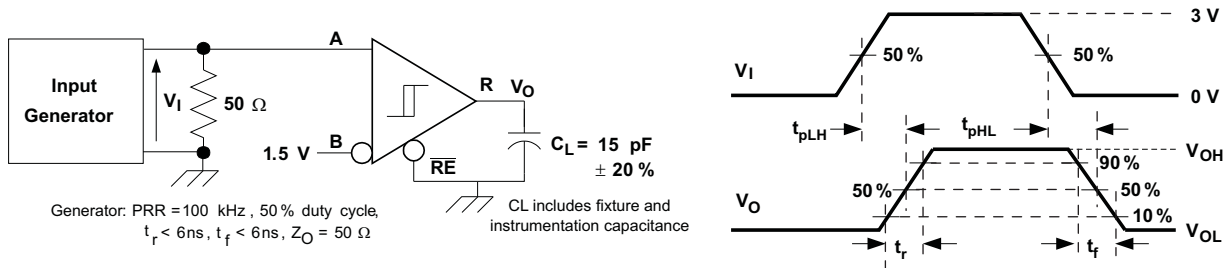 Input
Generator
V_I
50 Ω
A
B
1.5 V
R
V_O
RE
C_L = 15 pF
± 20 %
Generator: PRR = 100 kHz , 50 % duty cycle,
t_r < 6ns , t_f < 6ns , Z_O = 50 Ω
CL includes fixture and
instrumentation capacitance
3 V
50 %
50 %
V_I
0 V
t_pLH
t_pHL
V_OH
90 %
50 %
50 %
V_O
10 %
V_OL
t_r
t_f